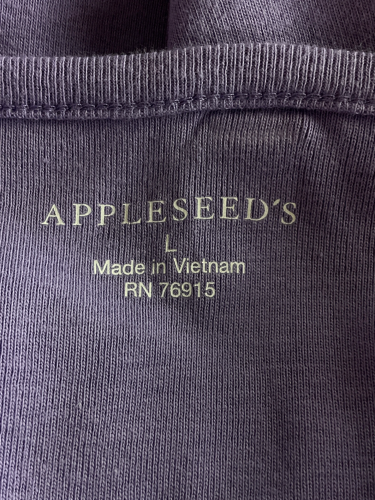 APPLESEED'S
L
Made in Vietnam
RN 76915